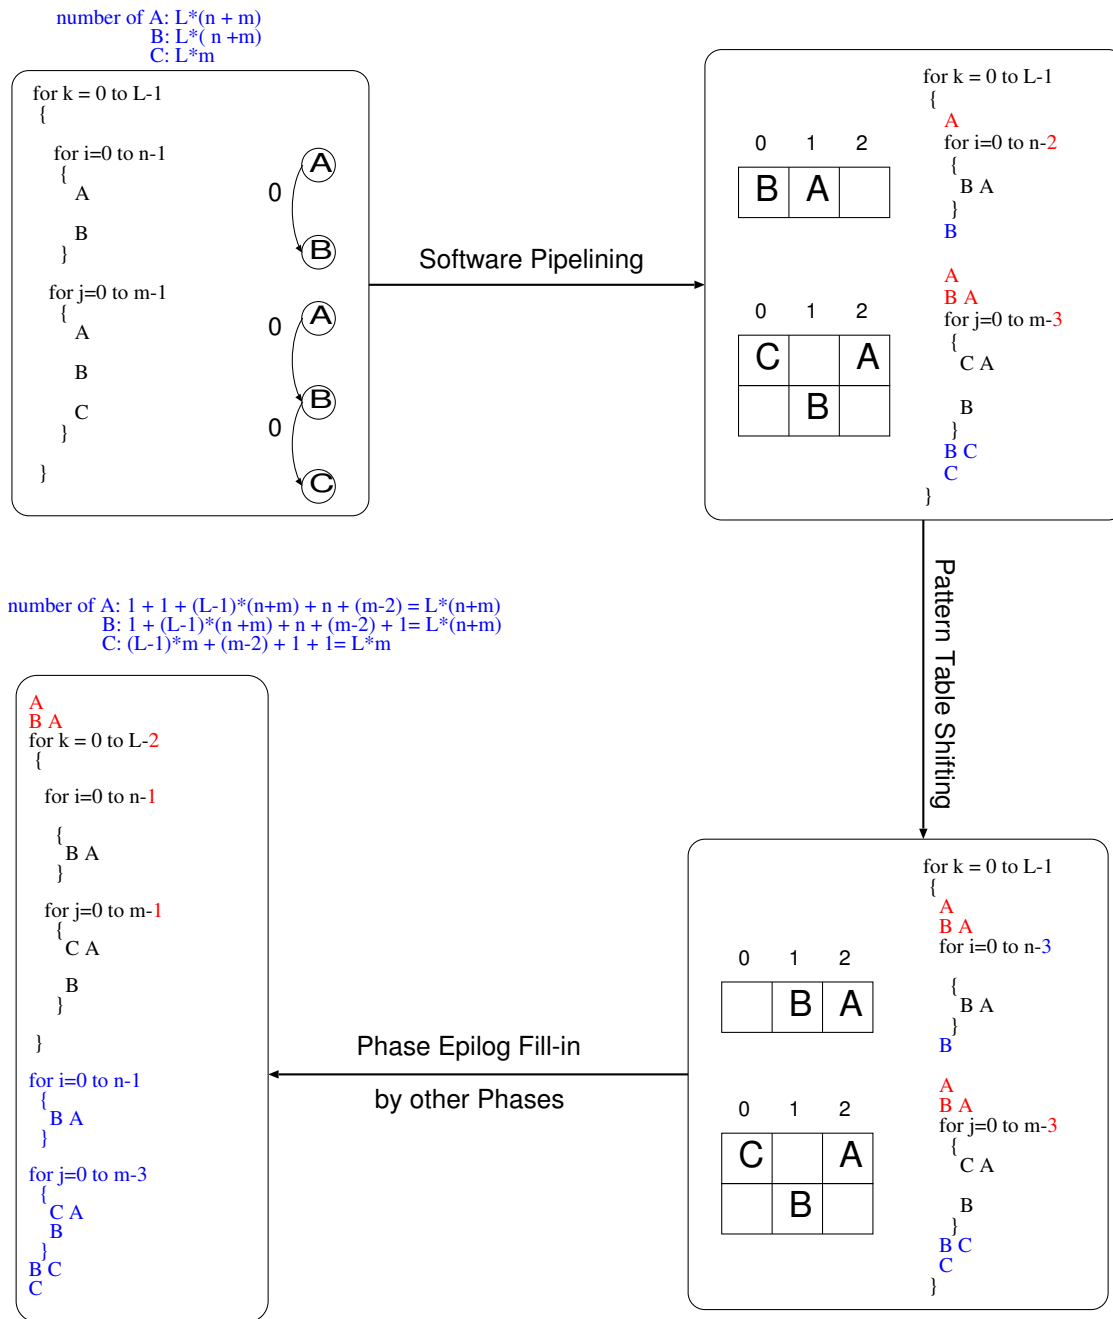 number of A: L*(n + m)
B: L*( n +m)
C: L*m
for k = 0 to L-1
{
for i=0 to n-1
{
A
B
}
for j=0 to m-1
{
A
B
C
}
}
0
A
B
0
A
B
0
C
Software Pipelining
0 1 2
B A
0 1 2
C A
B
for k = 0 to L-1
{
A
for i=0 to n-2
{
B A
}
B
A
B A
for j=0 to m-3
{
C A
B
}
B C
C
}
Pattern Table Shifting
0 1 2
B A
0 1 2
C A
B
for k = 0 to L-1
{
A
B A
for i=0 to n-3
{
B A
}
B
A
B A
for j=0 to m-3
{
C A
B
}
B C
C
}
Phase Epilog Fill-in
by other Phases
number of A: 1 + 1 + (L-1)*(n+m) + n + (m-2) = L*(n+m)
B: 1 + (L-1)*(n +m) + n + (m-2) + 1= L*(n+m)
C: (L-1)*m + (m-2) + 1 + 1= L*m
A
B A
for k = 0 to L-2
{
for i=0 to n-1
{
B A
}
for j=0 to m-1
{
C A
B
}
}
for i=0 to n-1
{
B A
}
for j=0 to m-3
{
C A
B
}
B C
C